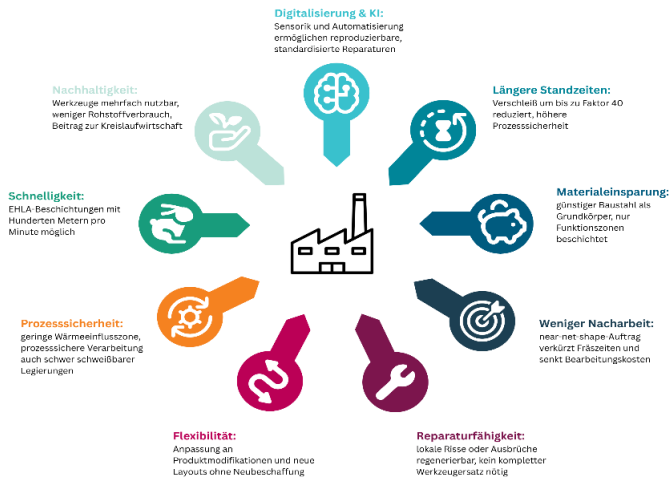 Digitalisierung & KI:
Sensorik und Automatisierung
ermöglichen reproduzierbare,
standardisierte Reparaturen
Längere Standzeiten:
Verschleiß um bis zu Faktor 40
reduziert, höhere
Prozesssicherheit
Materialeinsparung:
günstiger Baustahl als
Grundkörper, nur
Funktionszonen
beschichtet
Weniger Nacharbeit:
near-net-shape-Auftrag
verkürzt Fräszeiten und
senkt Bearbeitungskosten
Reparaturfähigkeit:
lokale Risse oder Ausbrüche
regenerierbar, kein kompletter
Werkzeugersatz nötig
Flexibilität:
Anpassung an
Produktmodifikationen und neue
Layouts ohne Neubeschaffung
Prozesssicherheit:
geringe Wärmeeinflusszone,
prozesssichere Verarbeitung
auch schwer schweißbarer
Legierungen
Schnelligkeit:
EHLA-Beschichtungen mit
Hunderten Metern pro
Minute möglich
Nachhaltigkeit:
Werkzeuge mehrfach nutzbar,
weniger Rohstoffverbrauch,
Beitrag zur Kreislaufwirtschaft